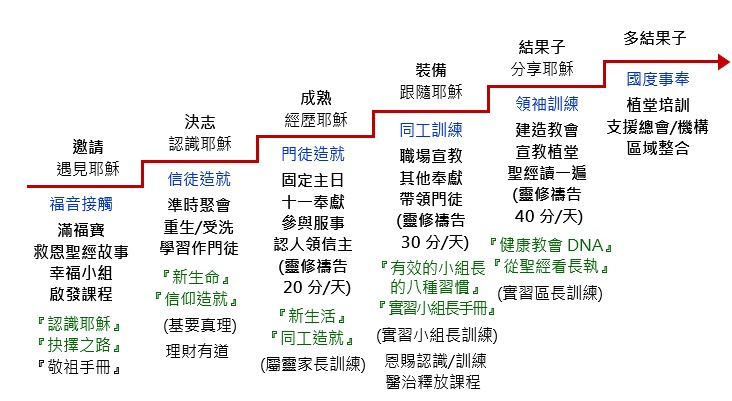 邀請
遇見耶穌
福音接觸
滿福寶
救恩聖經故事
幸福小組
啟發課程
『認識耶穌』
『抉擇之路』
『敬祖手冊』
決志
認識耶穌
信徒造就
準時聚會
重生/受洗
學習作門徒
『新生命』
『信仰造就』
(基要真理)
理財有道
成熟
經歷耶穌
門徒造就
固定主日
十一奉獻
參與服事
認人領信主
(靈修禱告
20 分/天)
『新生活』
『同工造就』
(屬靈家長訓練)
裝備
跟隨耶穌
同工訓練
職場宣教
其他奉獻
帶領門徒
(靈修禱告
30 分/天)
『有效的小組長
的八種習慣』
『實習小組長手冊』
(實習小組長訓練)
恩賜認識/訓練
醫治釋放課程
結果子
分享耶穌
領袖訓練
建造教會
宣教植堂
聖經讀一遍
(靈修禱告
40 分/天)
『健康教會 DNA』
『從聖經看長執』
(實習區長訓練)
多結果子
國度事奉
植堂培訓
支援總會/機構
區域整合